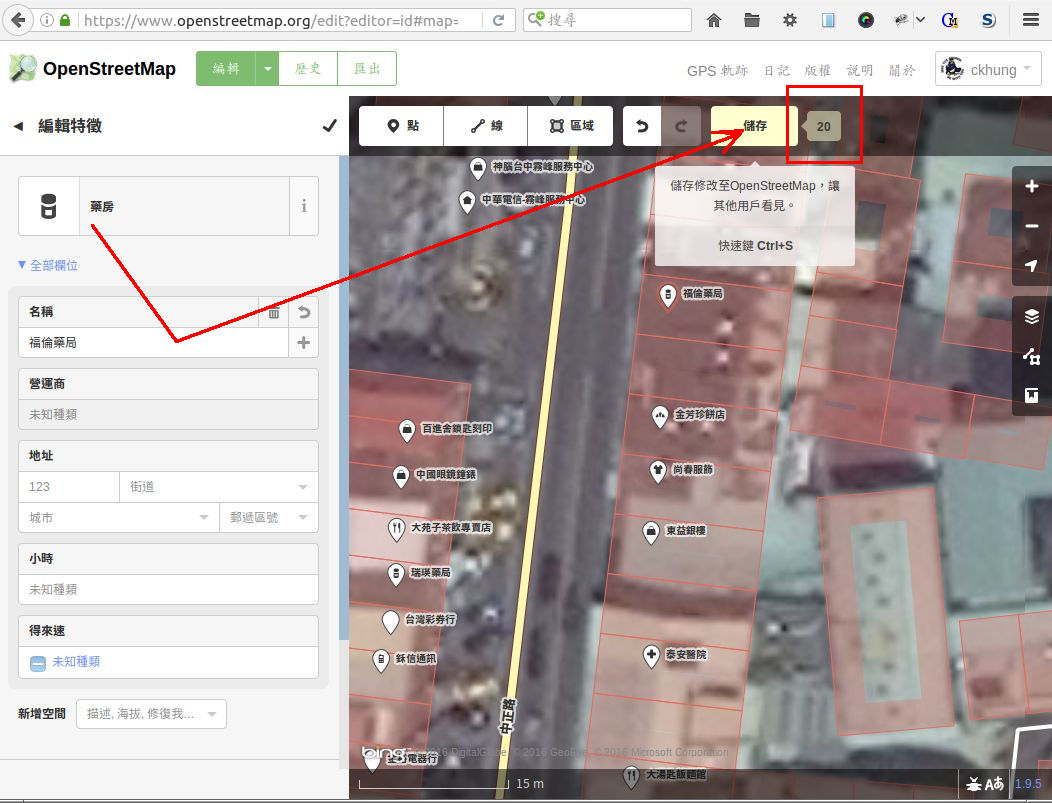 https://www.openstreetmap.org/edit?editor=id#map=
搜尋
OpenStreetMap
編輯
歷史
匯出
GPS 軌跡
日記
版權
說明
關於
ckhung
編輯特徵
點
線
區域
儲存
20
儲存修改至OpenStreetMap，讓
其他用戶看見。
快速鍵 Ctrl+S
藥房
i
全部欄位
名稱
福倫藥局
營運商
未知種類
地址
123
街道
城市
郵遞區號
小時
未知種類
得來速
未知種類
新增空間
描述, 海拔, 修復我...
神腦台中霧峰服務中心
中華電信-霧峰服務中心
福倫藥局
百進舍鎖匙刻印
金芳珍餅店
中國眼鏡鐘錶
尚春服飾
大苑子茶飲專賣店
東益銀樓
瑞瑛藥局
台灣彩券行
鉌信通訊
泰安醫院
中正路
電器行
大湯匙飯麵館
bing
2016 DigitalGlobe © 2016 GeoEye, © 2016 Microsoft Corporation
15 m
Aあ
1.9.5